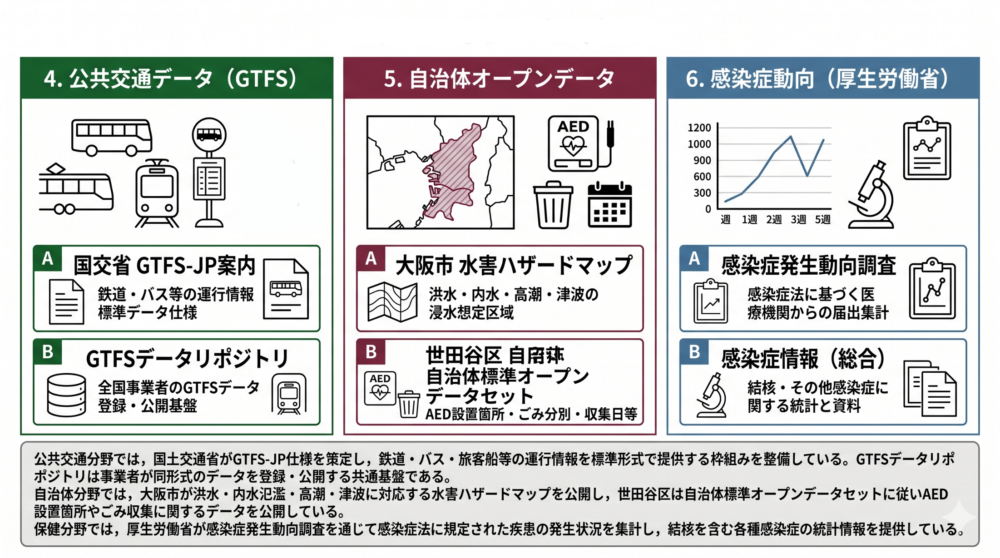 4. 公共交通データ（GTFS）
A
国交省 GTFS-JP案内
鉄道・バス等の運行情報
標準データ仕様
B
GTFSデータリポジトリ
全国事業者のGTFSデータ
登録・公開基盤
5. 自治体オープンデータ
AED
A
大阪市 水害ハザードマップ
洪水・内水・高潮・津波の
浸水想定区域
B
AED
世田谷区 自
自治体標準オープン
データセット
AED設置箇所・ごみ分別・収集日等
6. 感染症動向（厚生労働省）
1200
1000
900
600
300
0
週 1週 2週 3週 5週
A
感染症発生動向調査
感染症法に基づく医
療機関からの届出集計
B
感染症情報（総合）
結核・その他感染症に
関する統計と資料
公共交通分野では，国土交通省がGTFS-JP仕様を策定し，鉄道・バス・旅客船等の運行情報を標準形式で提供する枠組みを整備している。GTFSデータリポ
ポジトリは事業者が同形式のデータを登録・公開する共通基盤である。
自治体分野では，大阪市が洪水・内水氾濫・高潮・津波に対応する水害ハザードマップを公開し，世田谷区は自治体標準オープンデータセットに従いAED
設置箇所やごみ収集に関するデータを公開している。
保健分野では，厚生労働省が感染症発生動向調査を通じて感染症法に規定された疾患の発生状況を集計し，結核を含む各種感染症の統計情報を提供している。